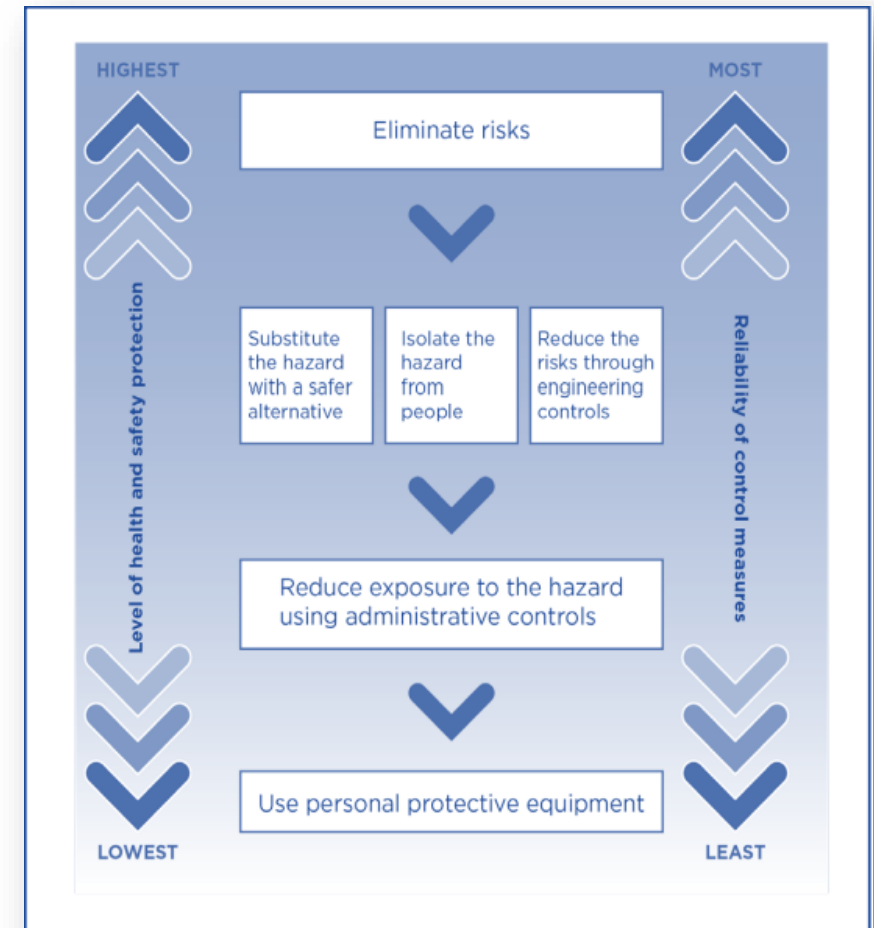 HIGHEST
MOST
Eliminate risks
Substitute
the hazard
with a safer
alternative
Isolate the
hazard
from
people
Reduce the
risks through
engineering
controls
Level of health and safety protection
Reliability of control measures
Reduce exposure to the hazard
using administrative controls
Use personal protective equipment
LOWEST
LEAST